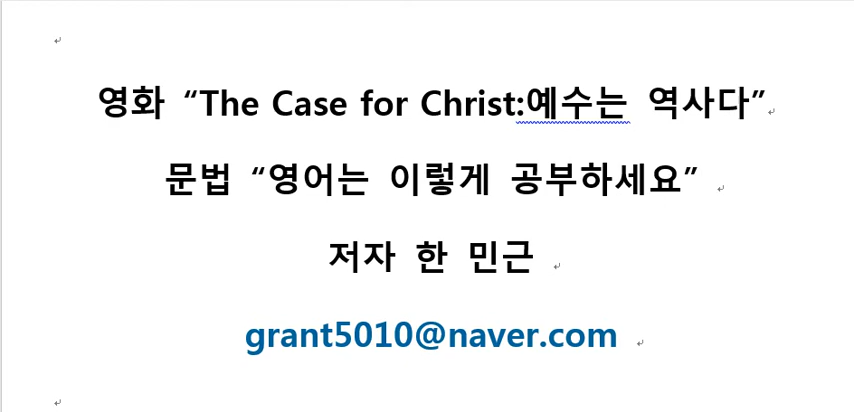 영화 “The Case for Christ:예수는 역사다”
문법 “영어는 이렇게 공부하세요”
저자 한 민근
grant5010@naver.com